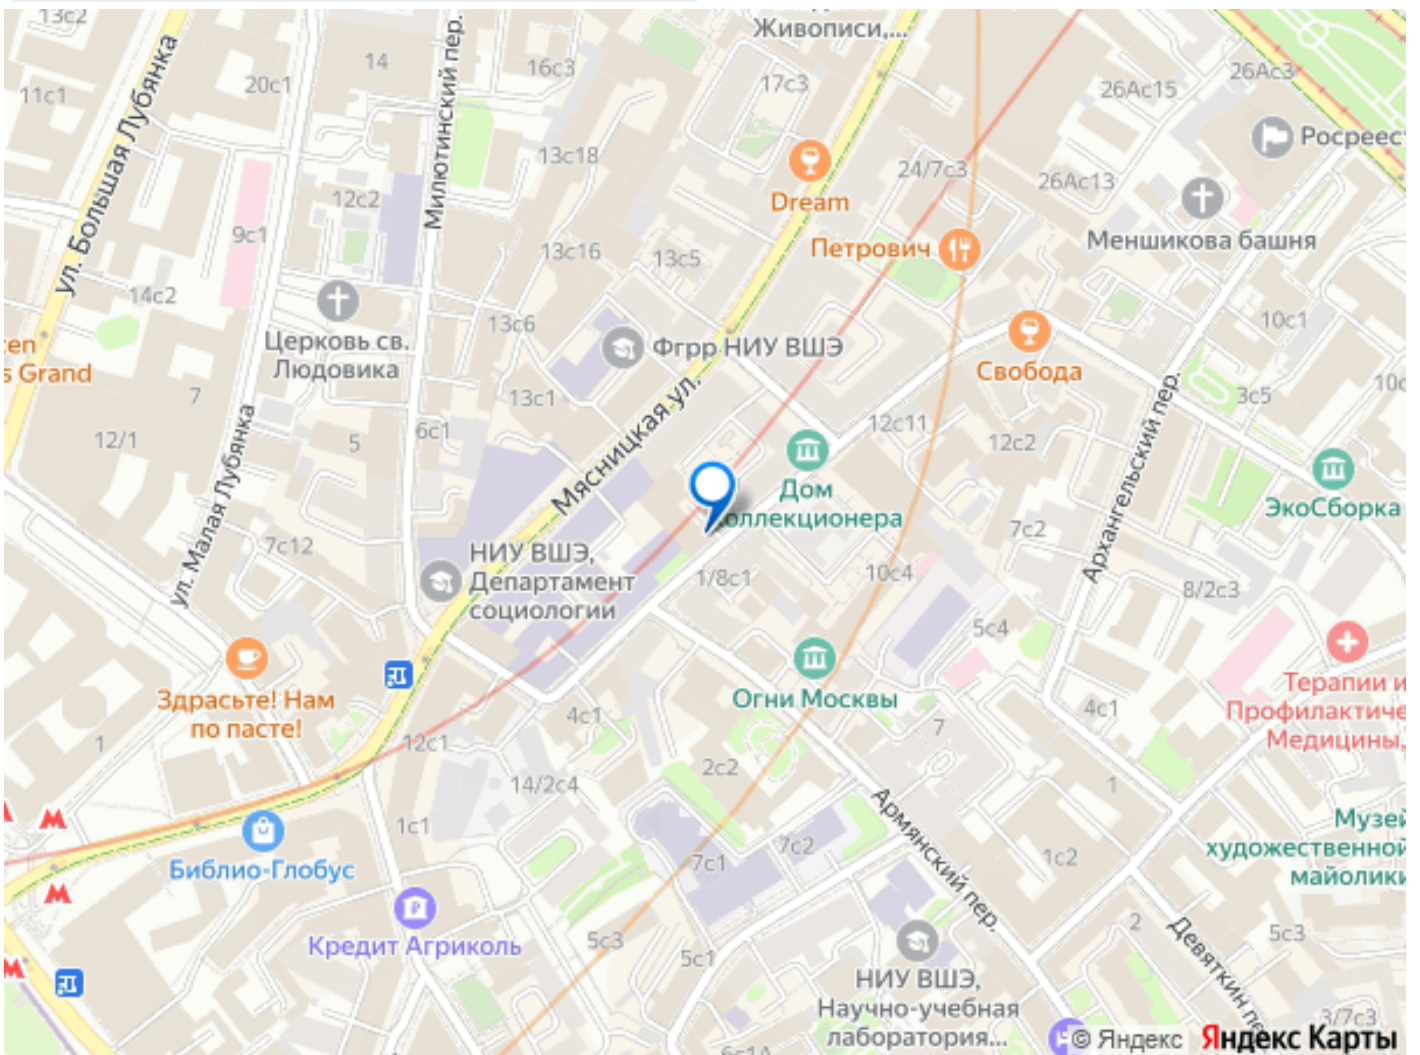 13с2
Живописи,...
ул. Большая Лубянка
Милютинский пер.
14
16с3
20с1
11с1
17с3
26Ас3
26Ас15
Росреест
13с18
Dream
24/7с3
26Ас13
12с2
9с1
Петрович
Меншикова башня
13с16
13с5
14с2
13с6
10с1
Церковь св.
Людовика
Фгрр НИУ ВШЭ
s Grand
Свобода
7
13с1
3с5
12/1
5
6с1
Мясницкая ул.
12с11
12с2
Архангельский пер.
ул. Малая Лубянка
Дом
ЭкоСборка
7с2
7с12
НИУ ВШЭ,
Департамент
социологии
1/8с1
10с4
8/2с3
5с4
Огни Москвы
Терапии и
Профилактиче
Медицины,
Здрасьте! Нам
по пасте!
4с1
4с1
7
1
12с1
2с2
14/2с4
1
Армянский пер.
1с1
Библио-Глобус
7с1
7с2
1с2
Музей
художественной
майолики
Кредит Агриколь
5с3
5с1
2
5с3
Девяткин пер.
НИУ ВШЭ,
Научно-учебная
лаборатория...
6с1А
3/7с3
© Яндекс Яндекс Карты